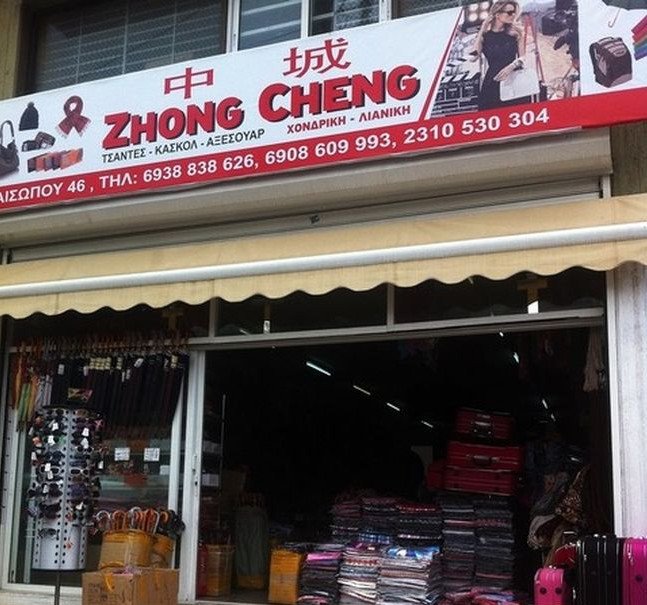 中城
ZHONG CHENG
ΤΣΑΝΤΕΣ - ΚΑΣΚΟΛ - ΑΞΕΣΟΥΑΡ
ΧΟΝΔΡΙΚΗ - ΛΙΑΝΙΚΗ
ΑΙΣΩΠΟΥ 46 , ΤΗΛ: 6938 838 626, 6908 609 993, 2310 530 304